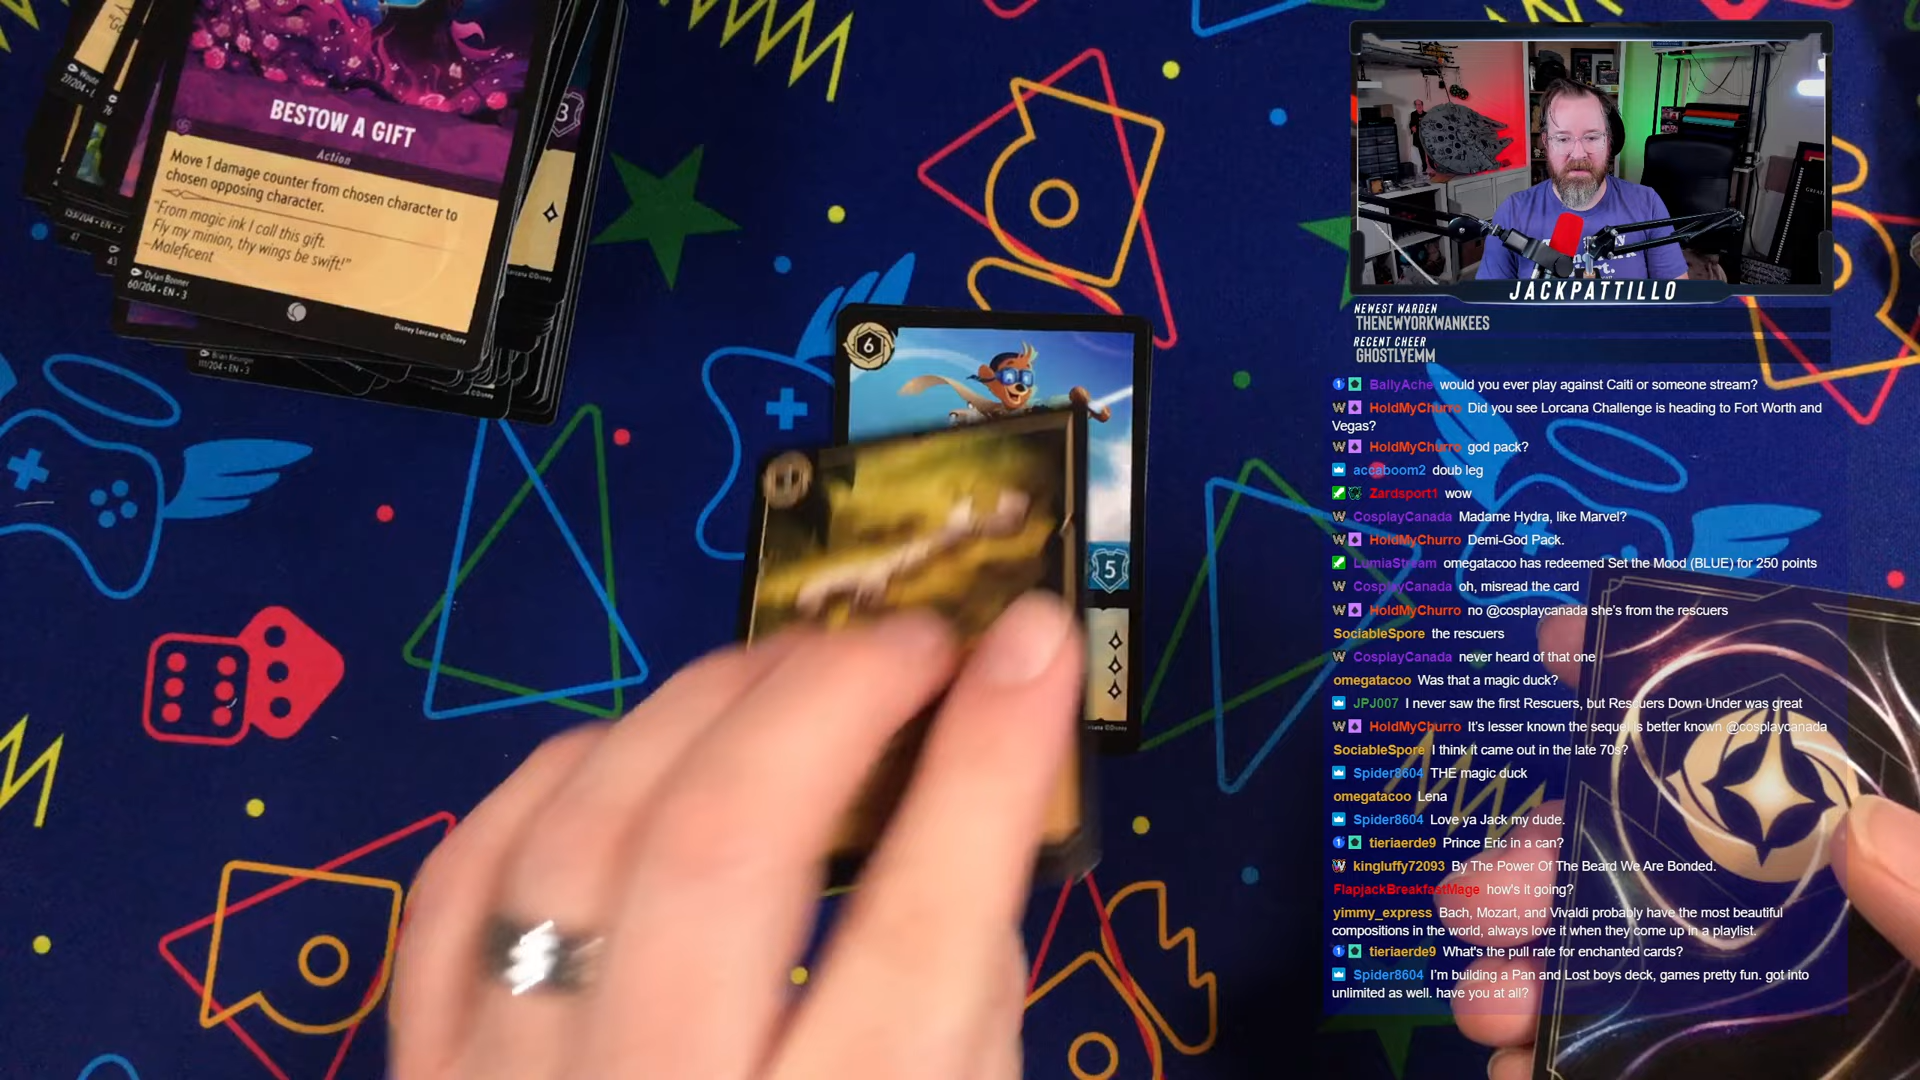 BESTOW A GIFT
Action
Move 1 damage counter from chosen character to
chosen opposing character.
"From magic ink I call this gift.
Fly my minion, thy wings be swift!"
–Maleficent
Dylan Bonner
60/204 • EN • 3
Disney Lorcana ©Disney
3
111/204 • EN • 3
6
5
JACKPATTILLO
NEWEST WARDEN
THENEWYORKWANKEES
RECENT CHEER
GHOSTLYEMM
BallyAche would you ever play against Caiti or someone stream?
HoldMyChurro Did you see Lorcana Challenge is heading to Fort Worth and
Vegas?
HoldMyChurro god pack?
accaboom2 doub leg
Zardsport1 wow
CosplayCanada Madame Hydra, like Marvel?
HoldMyChurro Demi-God Pack.
LumiaStream omegatacoo has redeemed Set the Mood (BLUE) for 250 points
CosplayCanada oh, misread the card
HoldMyChurro no @cosplaycanada she's from the rescuers
SociableSpore the rescuers
CosplayCanada never heard of that one
omegatacoo Was that a magic duck?
JPJ007 I never saw the first Rescuers, but Rescuers Down Under was great
HoldMyChurro It's lesser known the sequel is better known @cosplaycanada
SociableSpore I think it came out in the late 70s?
Spider8604 THE magic duck
omegatacoo Lena
Spider8604 Love ya Jack my dude.
tieriaerde9 Prince Eric in a can?
kingluffy72093 By The Power Of The Beard We Are Bonded.
FlapjackBreakfastMage how's it going?
yimmy_express Bach, Mozart, and Vivaldi probably have the most beautiful
compositions in the world, always love it when they come up in a playlist.
tieriaerde9 What's the pull rate for enchanted cards?
Spider8604 I'm building a Pan and Lost boys deck, games pretty fun. got into
unlimited as well. have you at all?